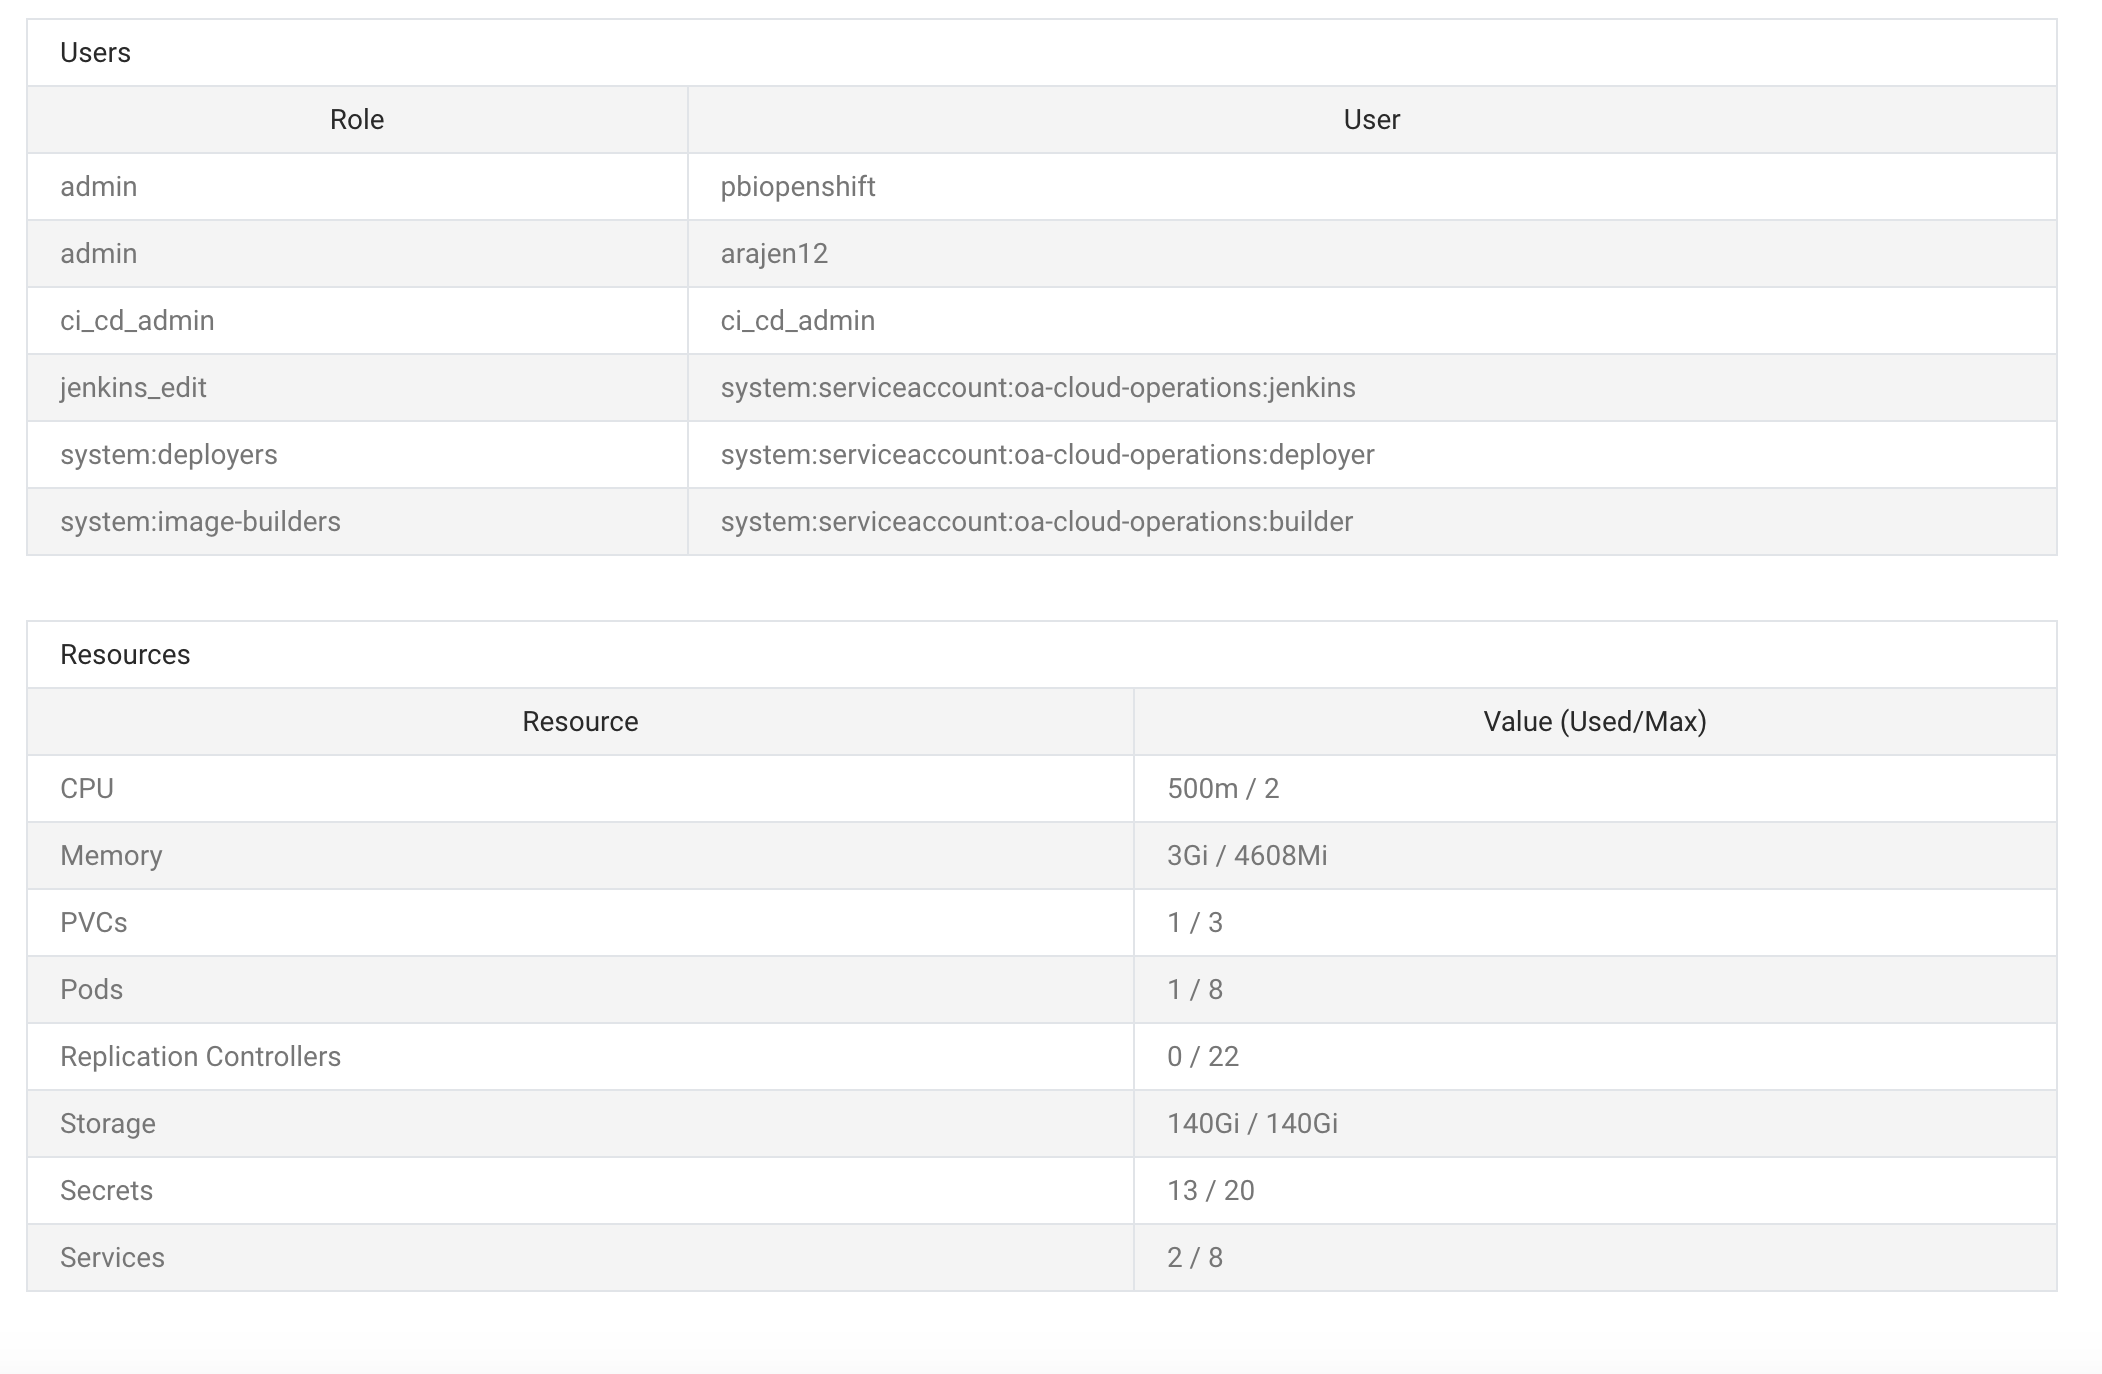 Users
Role User
admin pbiopenshift
admin arajen12
ci_cd_admin ci_cd_admin
jenkins_edit system:serviceaccount:oa-cloud-operations:jenkins
system:deployers system:serviceaccount:oa-cloud-operations:deployer
system:image-builders system:serviceaccount:oa-cloud-operations:builder
Resources
Resource Value (Used/Max)
CPU 500m / 2
Memory 3Gi / 4608Mi
PVCs 1 / 3
Pods 1 / 8
Replication Controllers 0 / 22
Storage 140Gi / 140Gi
Secrets 13 / 20
Services 2 / 8